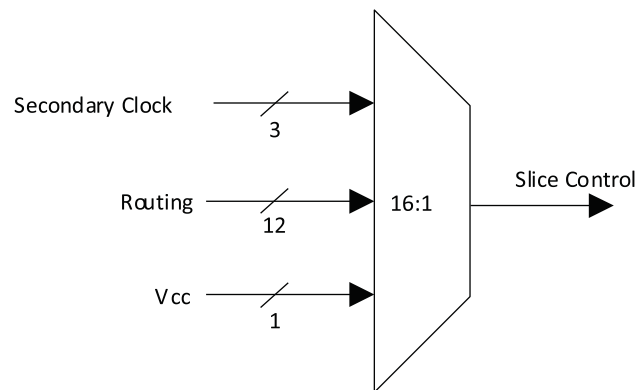 Secondary Clock
3
Routing
12
Vcc
1
16:1
Slice Control